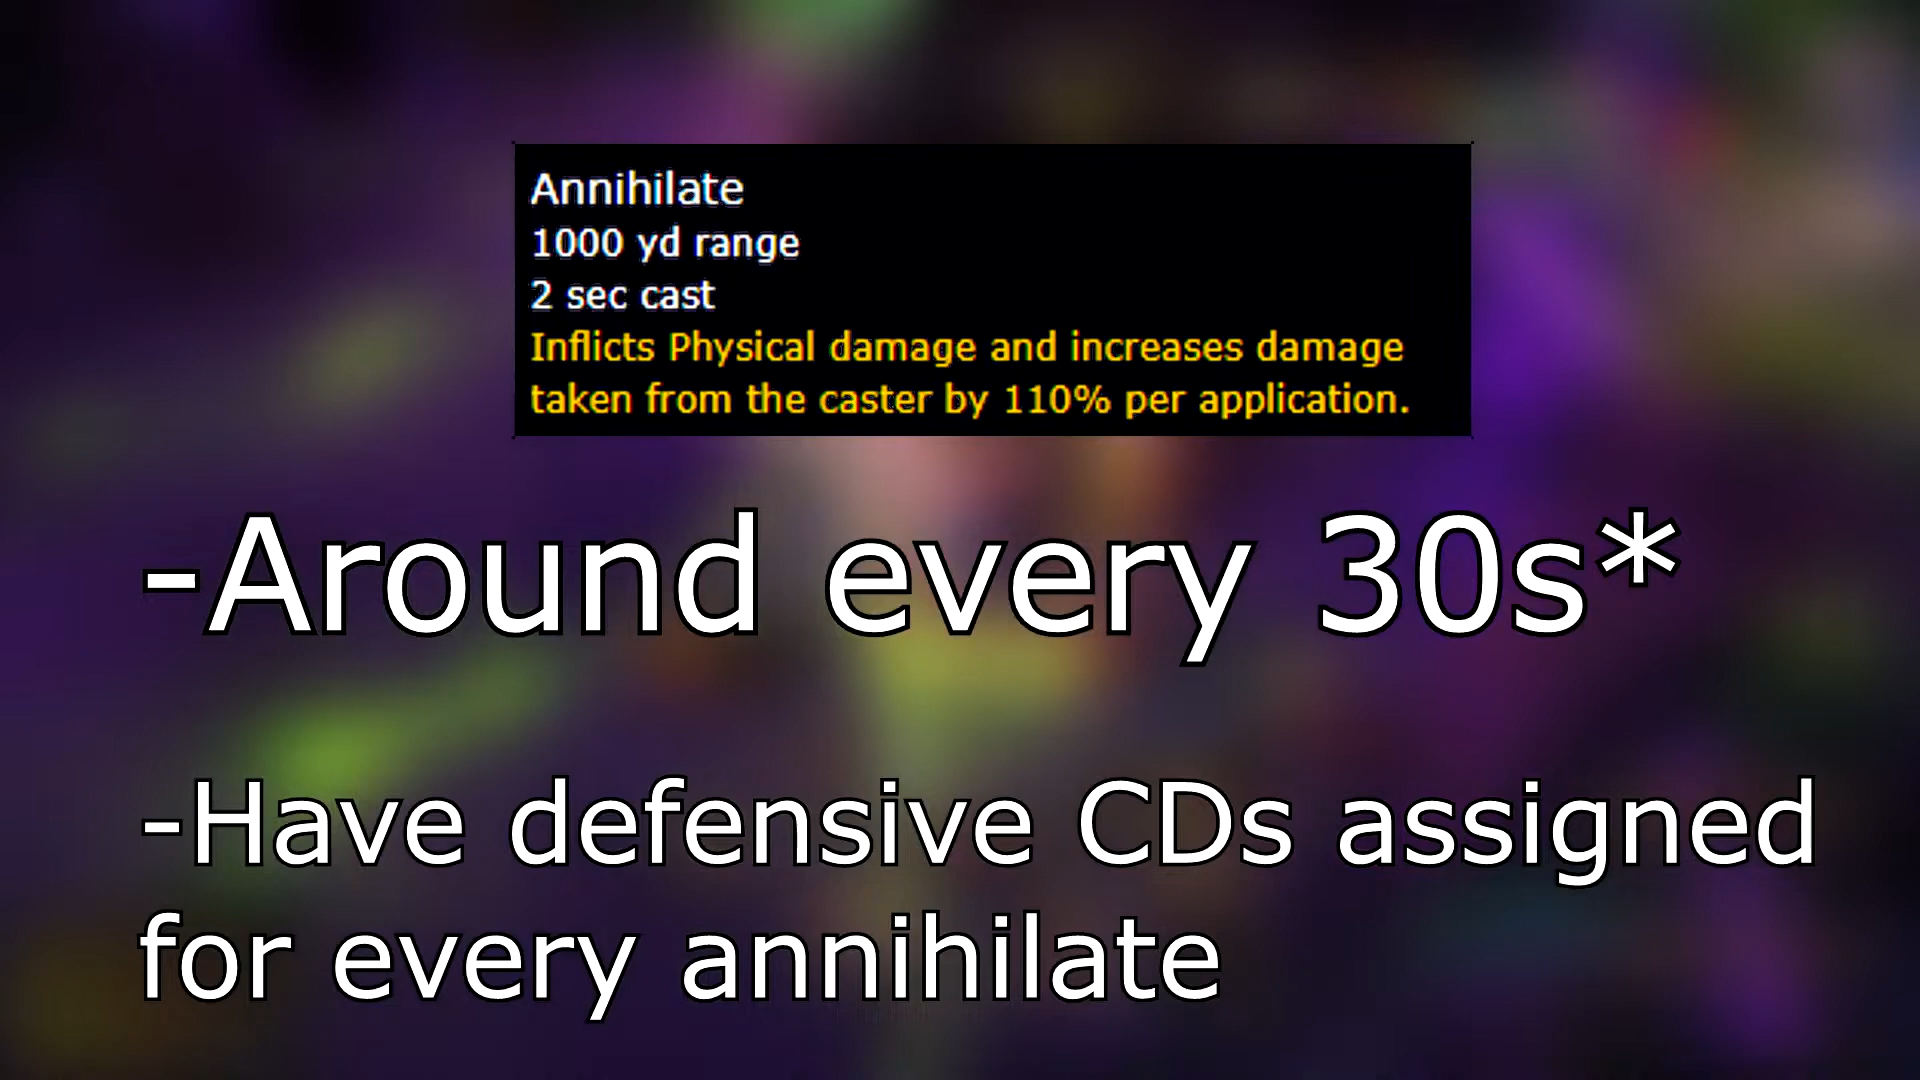 Annihilate
1000 yd range
2 sec cast
Inflicts Physical damage and increases damage
taken from the caster by 110% per application.
-Around every 30s*
-Have defensive CDs assigned
for every annihilate